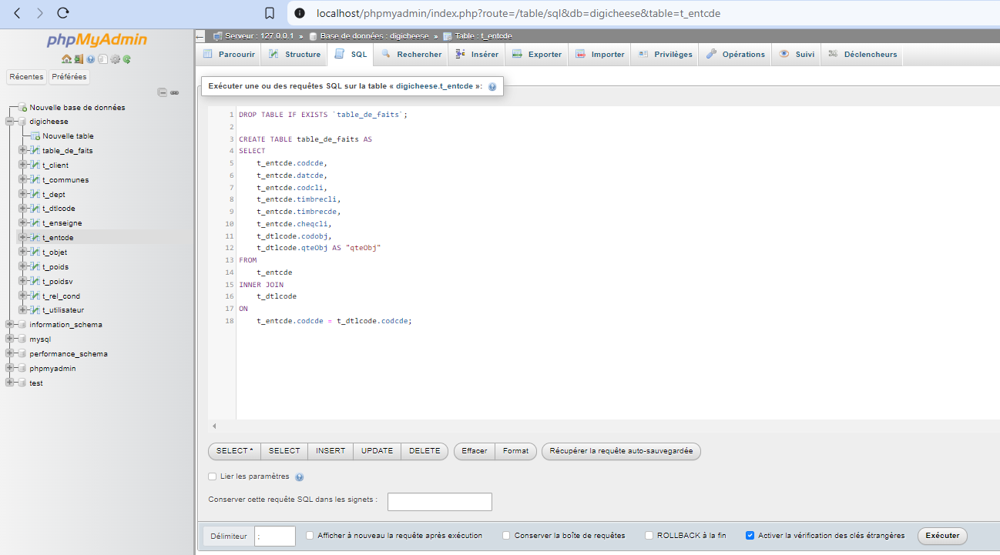 localhost/phpmyadmin/index.php?route=/table/sql&db=digicheese&table=t_entcde
phpMyAdmin
Récentes Préférées
Nouvelle base de données
digicheese
Nouvelle table
table_de_faits
t_client
t_communes
t_dept
t_dtlcode
t_enseigne
t_entcde
t_objet
t_poids
t_poidsv
t_rel_cond
t_utilisateur
information_schema
mysql
performance_schema
phpmyadmin
test
Serveur : 127.0.0.1 » Base de données : digicheese » Table : t_entcde
Parcourir Structure SQL Rechercher Insérer Exporter Importer Privilèges Opérations Suivi Déclencheurs
Exécuter une ou des requêtes SQL sur la table « digicheese.t_entcde »:
1 DROP TABLE IF EXISTS `table_de_faits`;
2
3 CREATE TABLE table_de_faits AS
4 SELECT
5 t_entcde.codcde,
6 t_entcde.datcde,
7 t_entcde.codcli,
8 t_entcde.timbrecli,
9 t_entcde.timbrecde,
10 t_entcde.cheqcli,
11 t_dtlcode.codobj,
12 t_dtlcode.qteObj AS "qteObj"
13 FROM
14 t_entcde
15 INNER JOIN
16 t_dtlcode
17 ON
18 t_entcde.codcde = t_dtlcode.codcde;
SELECT * SELECT INSERT UPDATE DELETE Effacer Format Récupérer la requête auto-sauvegardée
Lier les paramètres
Conserver cette requête SQL dans les signets :
Délimiteur ; Afficher à nouveau la requête après exécution Conserver la boîte de requêtes ROLLBACK à la fin Activer la vérification des clés étrangères Exécuter